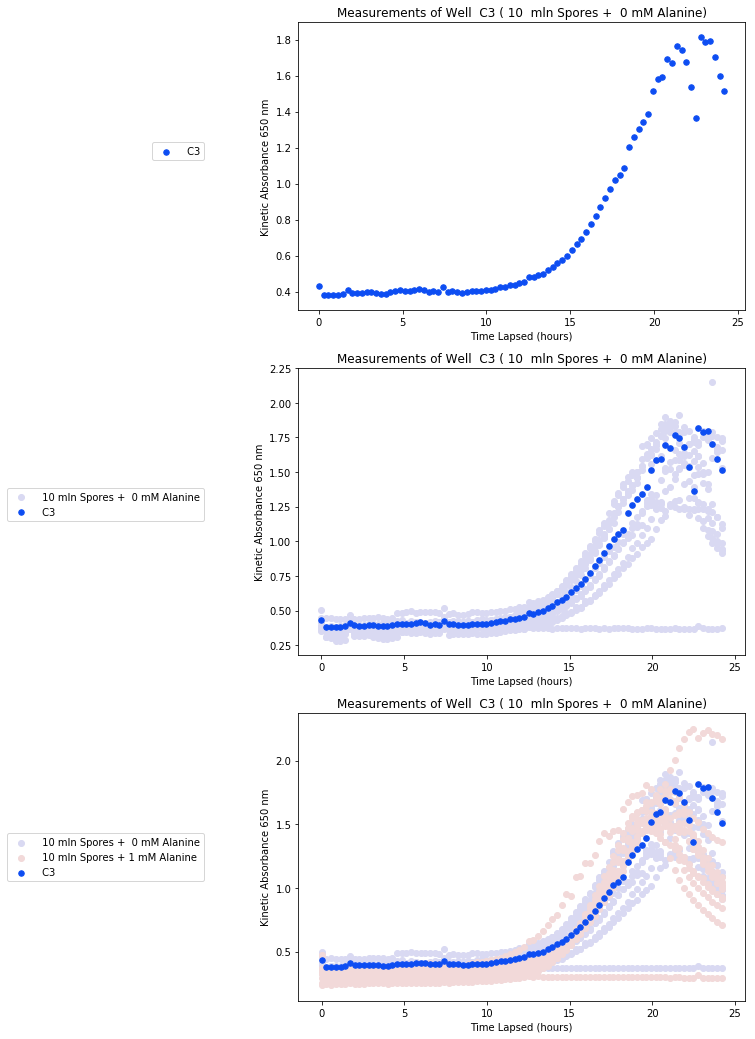 Measurements of Well  C3 ( 10  mln Spores +  0 mM Alanine)
1.8
1.6
1.4
1.2
1.0
0.8
0.6
0.4
Kinetic Absorbance 650 nm
C3
0
5
10
15
20
25
Time Lapsed (hours)
Measurements of Well  C3 ( 10  mln Spores +  0 mM Alanine)
2.25
2.00
1.75
1.50
1.25
1.00
0.75
0.50
0.25
Kinetic Absorbance 650 nm
10 mln Spores +  0 mM Alanine
C3
0
5
10
15
20
25
Time Lapsed (hours)
Measurements of Well  C3 ( 10  mln Spores +  0 mM Alanine)
2.0
1.5
1.0
0.5
Kinetic Absorbance 650 nm
10 mln Spores +  0 mM Alanine
10 mln Spores + 1 mM Alanine
C3
0
5
10
15
20
25
Time Lapsed (hours)